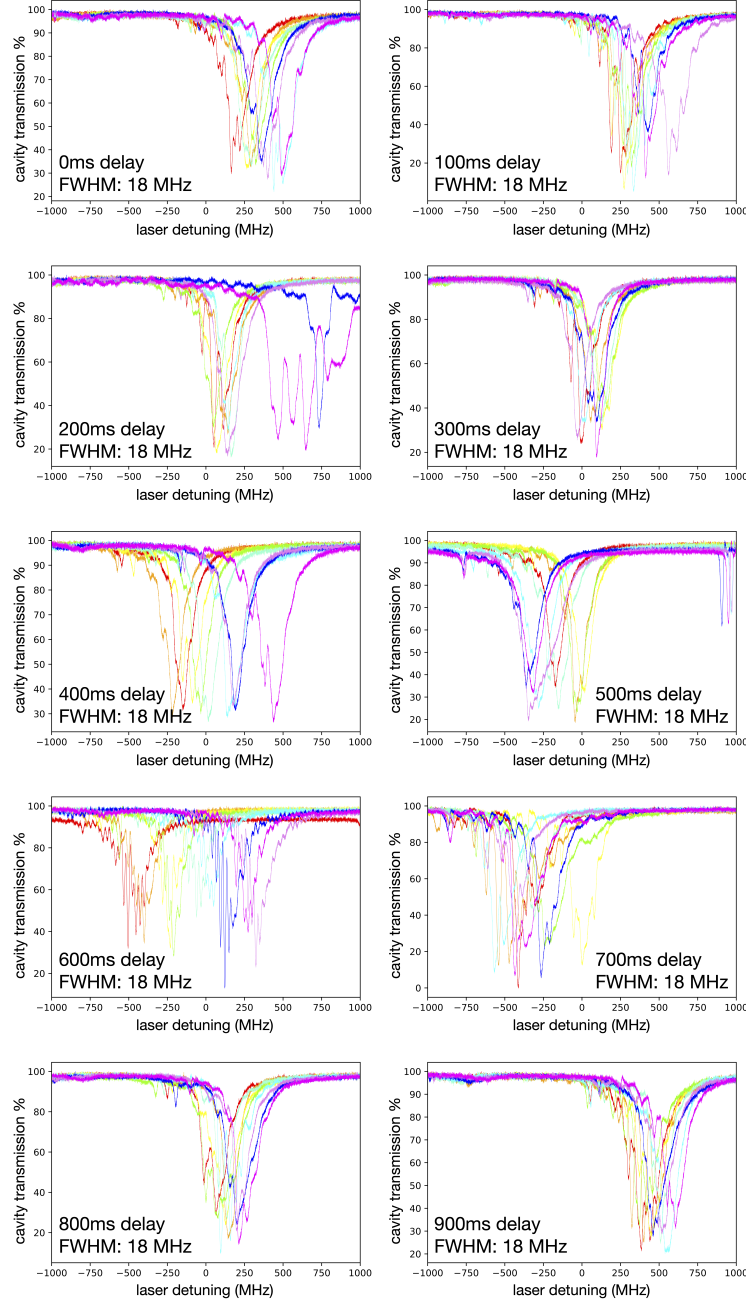 100
90
80
70
60
50
40
30
20
cavity transmission %
0ms delay
FWHM: 18 MHz
−1000 −750 −500 −250 0 250 500 750 1000
laser detuning (MHz)
100
80
60
40
20
cavity transmission %
100ms delay
FWHM: 18 MHz
−1000 −750 −500 −250 0 250 500 750 1000
laser detuning (MHz)
100
80
60
40
20
cavity transmission %
200ms delay
FWHM: 18 MHz
−1000 −750 −500 −250 0 250 500 750 1000
laser detuning (MHz)
100
80
60
40
20
cavity transmission %
300ms delay
FWHM: 18 MHz
−1000 −750 −500 −250 0 250 500 750 1000
laser detuning (MHz)
100
90
80
70
60
50
40
30
cavity transmission %
400ms delay
FWHM: 18 MHz
−1000 −750 −500 −250 0 250 500 750 1000
laser detuning (MHz)
100
90
80
70
60
50
40
30
20
cavity transmission %
500ms delay
FWHM: 18 MHz
−1000 −750 −500 −250 0 250 500 750 1000
laser detuning (MHz)
100
80
60
40
20
cavity transmission %
600ms delay
FWHM: 18 MHz
−1000 −750 −500 −250 0 250 500 750 1000
laser detuning (MHz)
100
80
60
40
20
0
cavity transmission %
700ms delay
FWHM: 18 MHz
−1000 −750 −500 −250 0 250 500 750 1000
laser detuning (MHz)
100
80
60
40
20
cavity transmission %
800ms delay
FWHM: 18 MHz
−1000 −750 −500 −250 0 250 500 750 1000
laser detuning (MHz)
100
90
80
70
60
50
40
30
20
cavity transmission %
900ms delay
FWHM: 18 MHz
−1000 −750 −500 −250 0 250 500 750 1000
laser detuning (MHz)